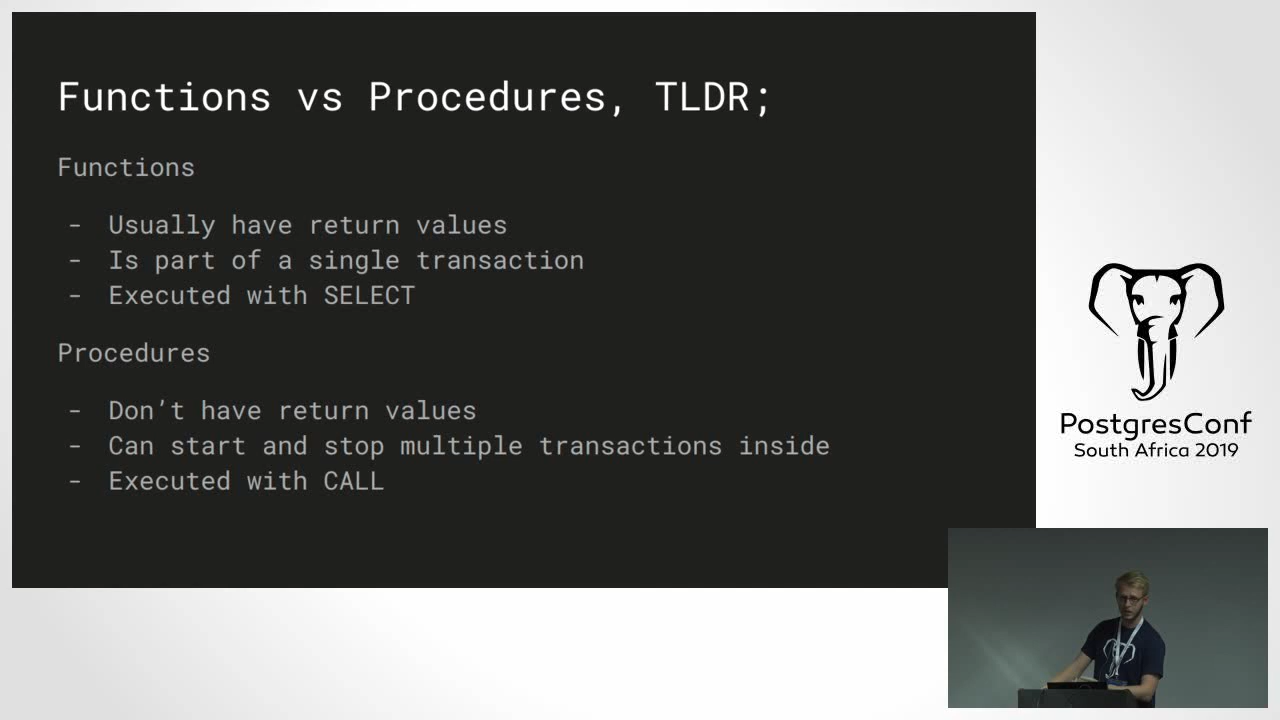 Functions vs Procedures, TLDR;
Functions
- Usually have return values
- Is part of a single transaction
- Executed with SELECT
Procedures
- Don’t have return values
- Can start and stop multiple transactions inside
- Executed with CALL
PostgresConf
South Africa 2019